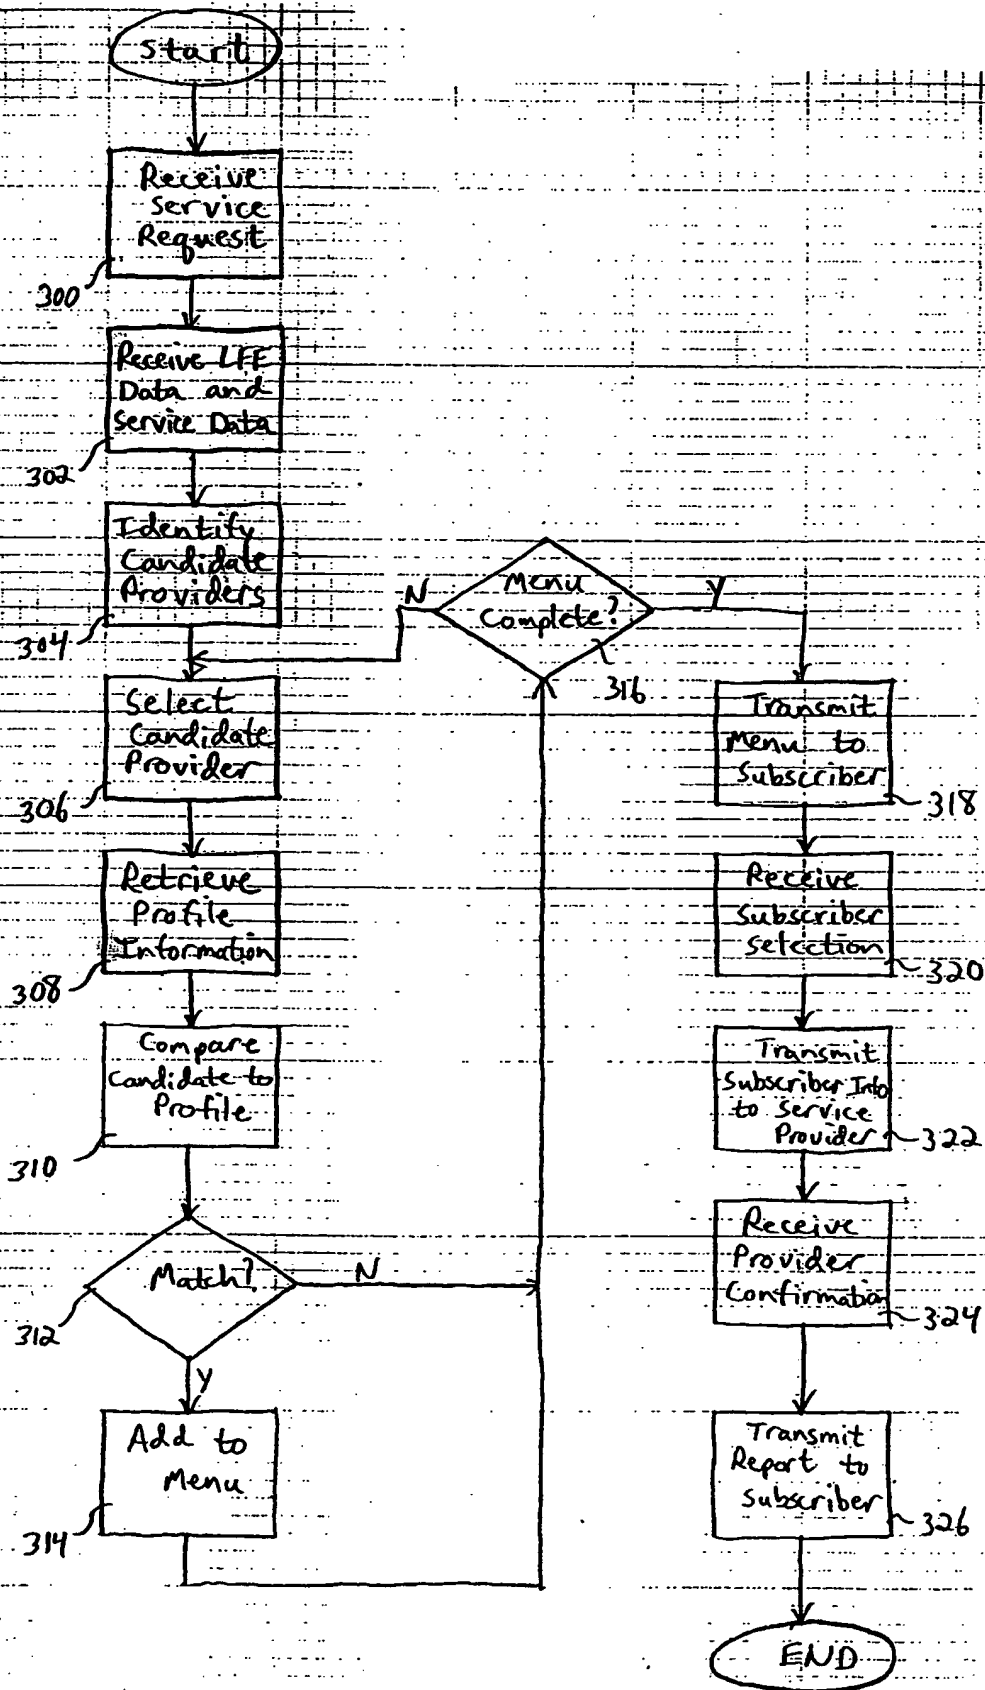 Start
Receive
Service
Request
300
Receive LFE
Data and
Service Data
302
Identify
Candidate
Providers
304
Select
Candidate
Provider
306
Retrieve
Profile
Information
308
Compare
Candidate to
Profile
310
Match?
N
312
Y
Add to
Menu
314
Menu
Complete?
N
Y
316
Transmit
Menu to
Subscriber
318
Receive
Subscriber
Selection
320
Transmit
Subscriber Info
to Service
Provider
322
Receive
Provider
Confirmation
324
Transmit
Report to
Subscriber
326
END